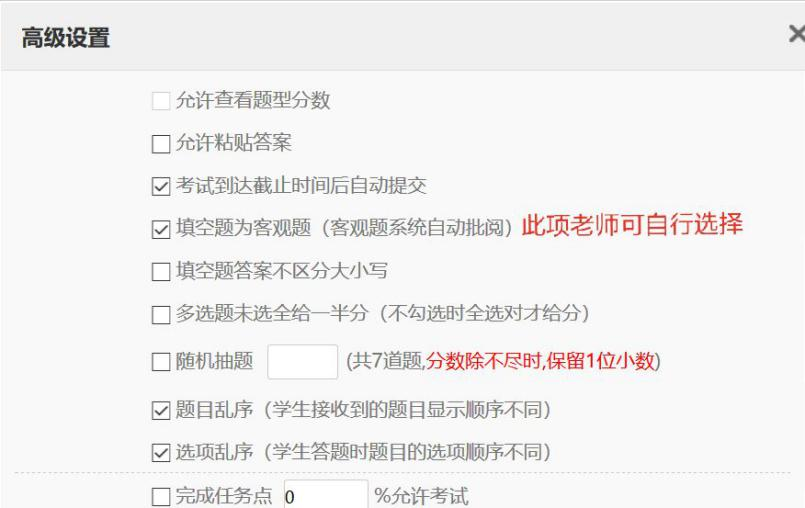 高级设置
允许查看题型分数
允许粘贴答案
考试到达截止时间后自动提交
填空题为客观题（客观题系统自动批阅）此项老师可自行选择
填空题答案不区分大小写
多选题未选全给一半分（不勾选时全选对才给分）
随机抽题 (共7道题,分数除不尽时,保留1位小数)
题目乱序（学生接收到的题目显示顺序不同）
选项乱序（学生答题时题目的选项顺序不同）
完成任务点 0 %允许考试